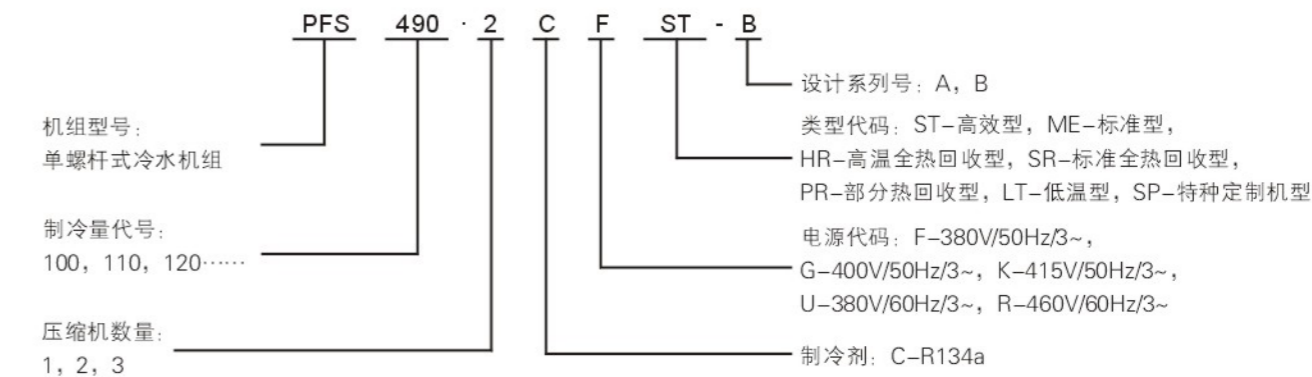 PFS 490 · 2 C F ST - B
设计系列号：A，B
机组型号：
单螺杆式冷水机组
类型代码：ST–高效型，ME–标准型，
HR–高温全热回收型，SR–标准全热回收型，
PR–部分热回收型，LT–低温型，SP–特种定制机型
制冷量代号：
100，110，120……
电源代码：F–380V/50Hz/3~，
G–400V/50Hz/3~，K–415V/50Hz/3~，
U–380V/60Hz/3~，R–460V/60Hz/3~
压缩机数量：
1，2，3
制冷剂：C–R134a